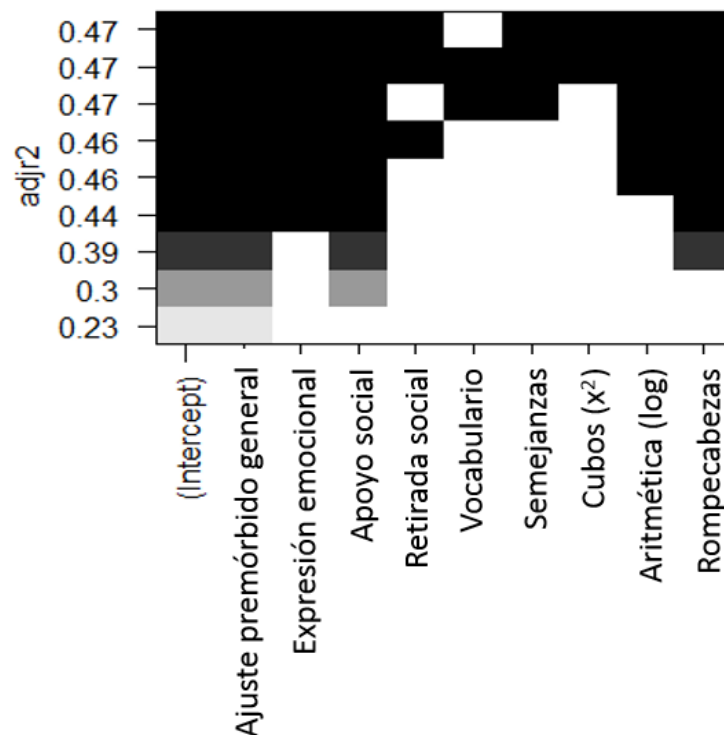 adjr2
0.47
0.47
0.47
0.46
0.46
0.44
0.39
0.3
0.23
(Intercept)
Ajuste premórbido general
Expresión emocional
Apoyo social
Retirada social
Vocabulario
Semejanzas
Cubos (x²)
Aritmética (log)
Rompecabezas